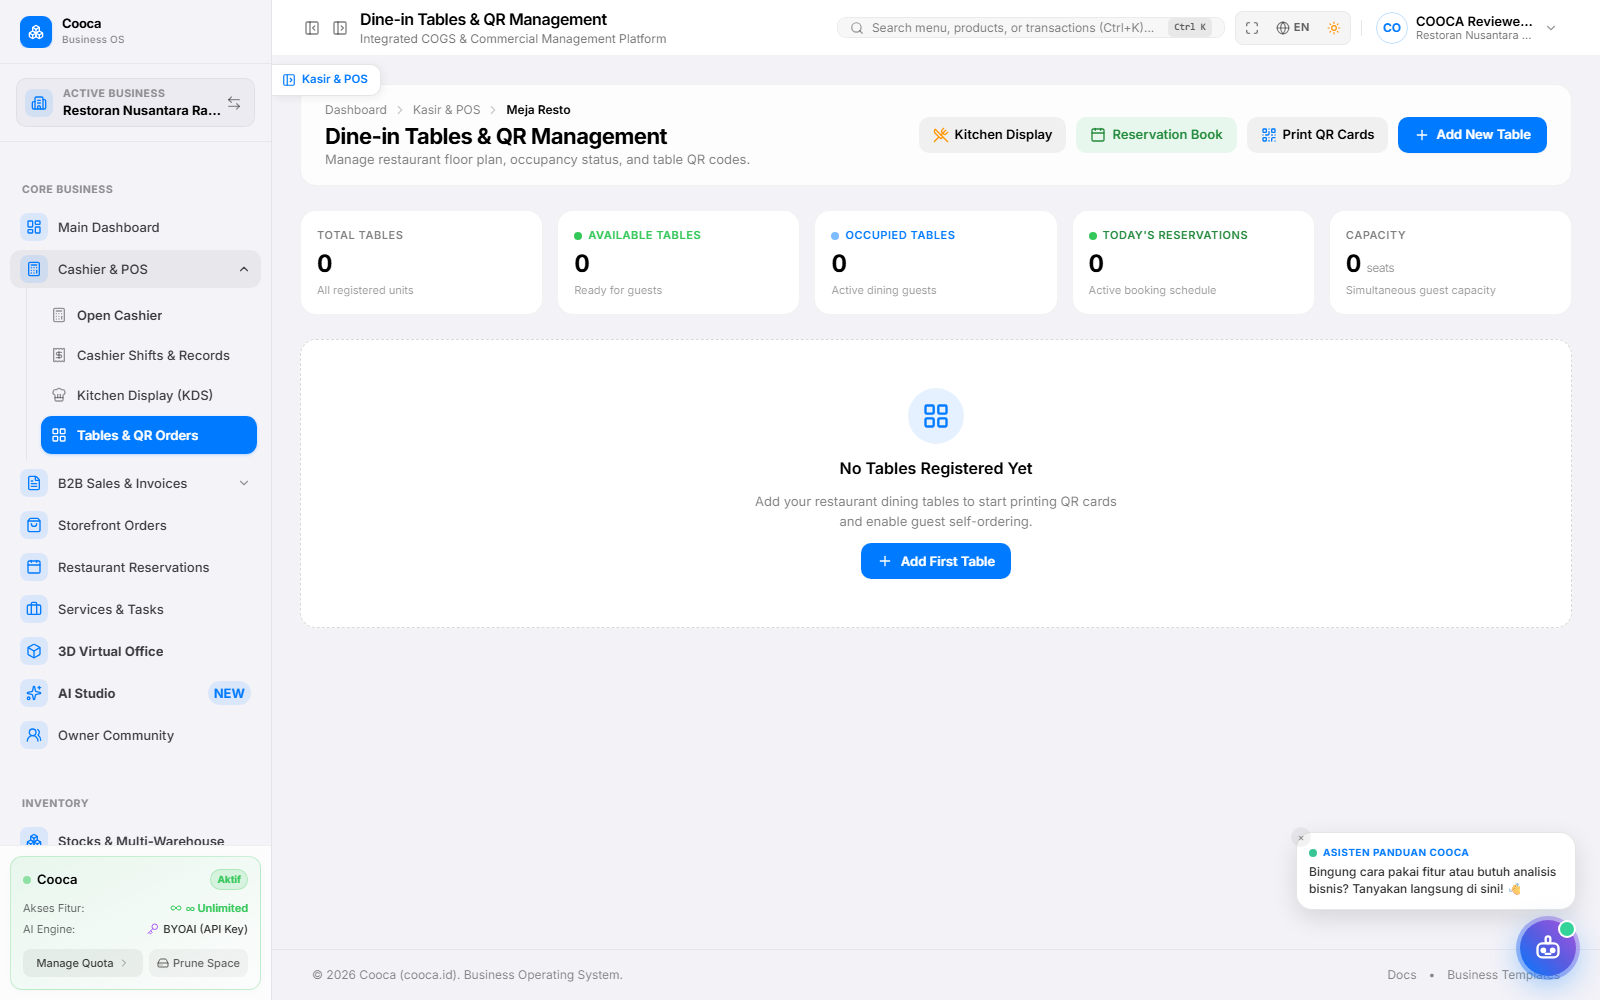 Cooca
Business OS
ACTIVE BUSINESS
Restoran Nusantara Ra...
CORE BUSINESS
Main Dashboard
Cashier & POS
Open Cashier
Cashier Shifts & Records
Kitchen Display (KDS)
Tables & QR Orders
B2B Sales & Invoices
Storefront Orders
Restaurant Reservations
Services & Tasks
3D Virtual Office
AI Studio NEW
Owner Community
INVENTORY
Stocks & Multi-Warehouse
Cooca Aktif
Akses Fitur: ∞ Unlimited
AI Engine: BYOAI (API Key)
Manage Quota
Prune Space
Dine-in Tables & QR Management
Integrated COGS & Commercial Management Platform
Search menu, products, or transactions (Ctrl+K)...
Ctrl K
EN
CO
COOCA Reviewe...
Restoran Nusantara ...
Kasir & POS
Dashboard > Kasir & POS > Meja Resto
Dine-in Tables & QR Management
Manage restaurant floor plan, occupancy status, and table QR codes.
Kitchen Display
Reservation Book
Print QR Cards
Add New Table
TOTAL TABLES
0
All registered units
AVAILABLE TABLES
0
Ready for guests
OCCUPIED TABLES
0
Active dining guests
TODAY'S RESERVATIONS
0
Active booking schedule
CAPACITY
0 seats
Simultaneous guest capacity
No Tables Registered Yet
Add your restaurant dining tables to start printing QR cards
and enable guest self-ordering.
Add First Table
ASISTEN PANDUAN COOCA
Bingung cara pakai fitur atau butuh analisis
bisnis? Tanyakan langsung di sini! 👋
© 2026 Cooca (cooca.id). Business Operating System.
Docs • Business Templates